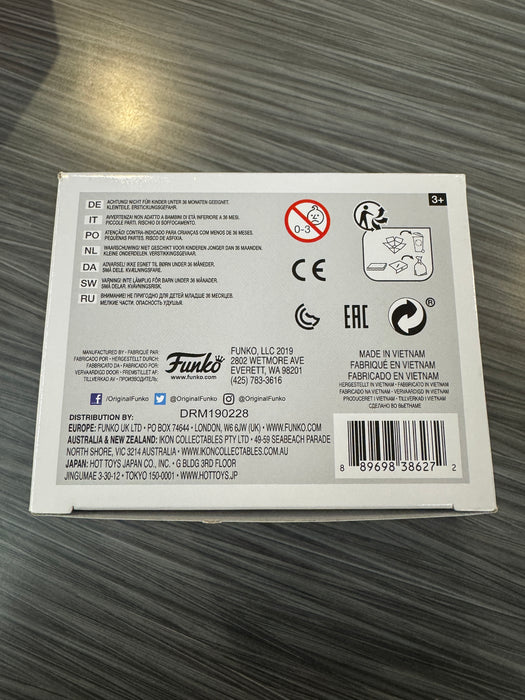 DE ACHTUNG! NICHT FÜR KINDER UNTER 36 MONATEN GEEIGNET.
KLEINTEILE. ERSTICKUNGSGEFAHR.
IT AVVERTENZA! NON ADATTO A BAMBINI DI ETÀ INFERIORE A 36 MESI.
PICCOLE PARTI. RISCHIO DI SOFFOCAMENTO.
PO ATENÇÃO! CONTRA-INDICADO PARA CRIANÇAS COM MENOS DE 36 MESES.
PEQUENAS PARTES. RISCO DE ASFIXIA.
NL WAARSCHUWING! NIET GESCHIKT VOOR KINDEREN JONGER DAN 36 MAANDEN.
KLEINE ONDERDELEN. VERSTIKKINGSGEVAAR.
DA ADVARSEL! IKKE EGNET TIL BØRN UNDER 36 MÅNEDER.
SMÅ DELE. KVÆLNINGSFARE.
SW VARNING! INTE LÄMPLIG FÖR BARN UNDER 36 MÅNADER.
SMÅ DELAR. KVÄVNINGSRISK.
RU ВНИМАНИЕ! НЕ ПРИГОДНО ДЛЯ ДЕТЕЙ МЛАДШЕ 36 МЕСЯЦЕВ.
МЕЛКИЕ ЧАСТИ. ОПАСНОСТЬ УДУШЬЯ.
0-3
3+
CE
EAC
®
MANUFACTURED BY • FABRIQUÉ PAR
FABRICADO POR • HERGESTELLT DURCH:
FABBRICATO DA • FABRICADO POR:
VERVAARDIGD DOOR • FREMSTILLET AF:
TILLVERKAD AV • ПРОИЗВОДИТЕЛЬ:
Funko
www.funko.com
FUNKO, LLC 2019
2802 WETMORE AVE
EVERETT, WA 98201
(425) 783-3616
MADE IN VIETNAM
FABRIQUÉ EN VIETNAM
FABRICADO EN VIETNAM
HERGESTELLT IN VIETNAM • FABBRICATO IN VIETNAM
FABRICADO NO VIETNAM • VERVAARDIGD IN VIETNAM
PRODUCERET I VIETNAM • TILLVERKAD I VIETNAM
СДЕЛАНО ВО ВЬЕТНАМЕ
/OriginalFunko @OriginalFunko @OriginalFunko
DRM190228
DISTRIBUTION BY:
EUROPE: FUNKO UK LTD • PO BOX 74644 • LONDON, W6 6JW (UK) • WWW.FUNKO.COM
AUSTRALIA & NEW ZEALAND: IKON COLLECTABLES PTY LTD • 49-59 SEABEACH PARADE
NORTH SHORE, VIC 3214 AUSTRALIA • WWW.IKONCOLLECTABLES.COM.AU
JAPAN: HOT TOYS JAPAN CO., INC. • G BLDG 3RD FLOOR
JINGUMAE 3-30-12 • TOKYO 150-0001 • WWW.HOTTOYS.JP
8 89698 38627 2